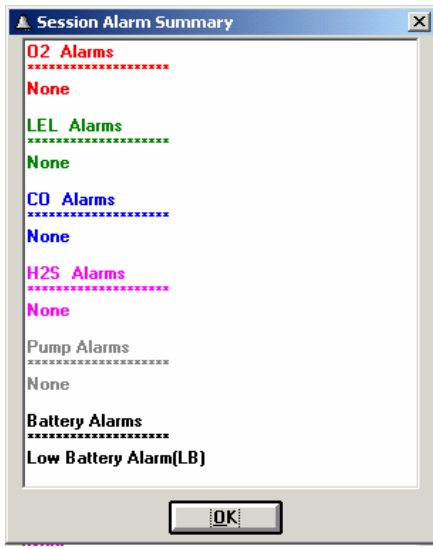 Session Alarm Summary
O2 Alarms
********************
None
LEL Alarms
********************
None
CO Alarms
********************
None
H2S Alarms
********************
None
Pump Alarms
********************
None
Battery Alarms
********************
Low Battery Alarm(LB)
OK